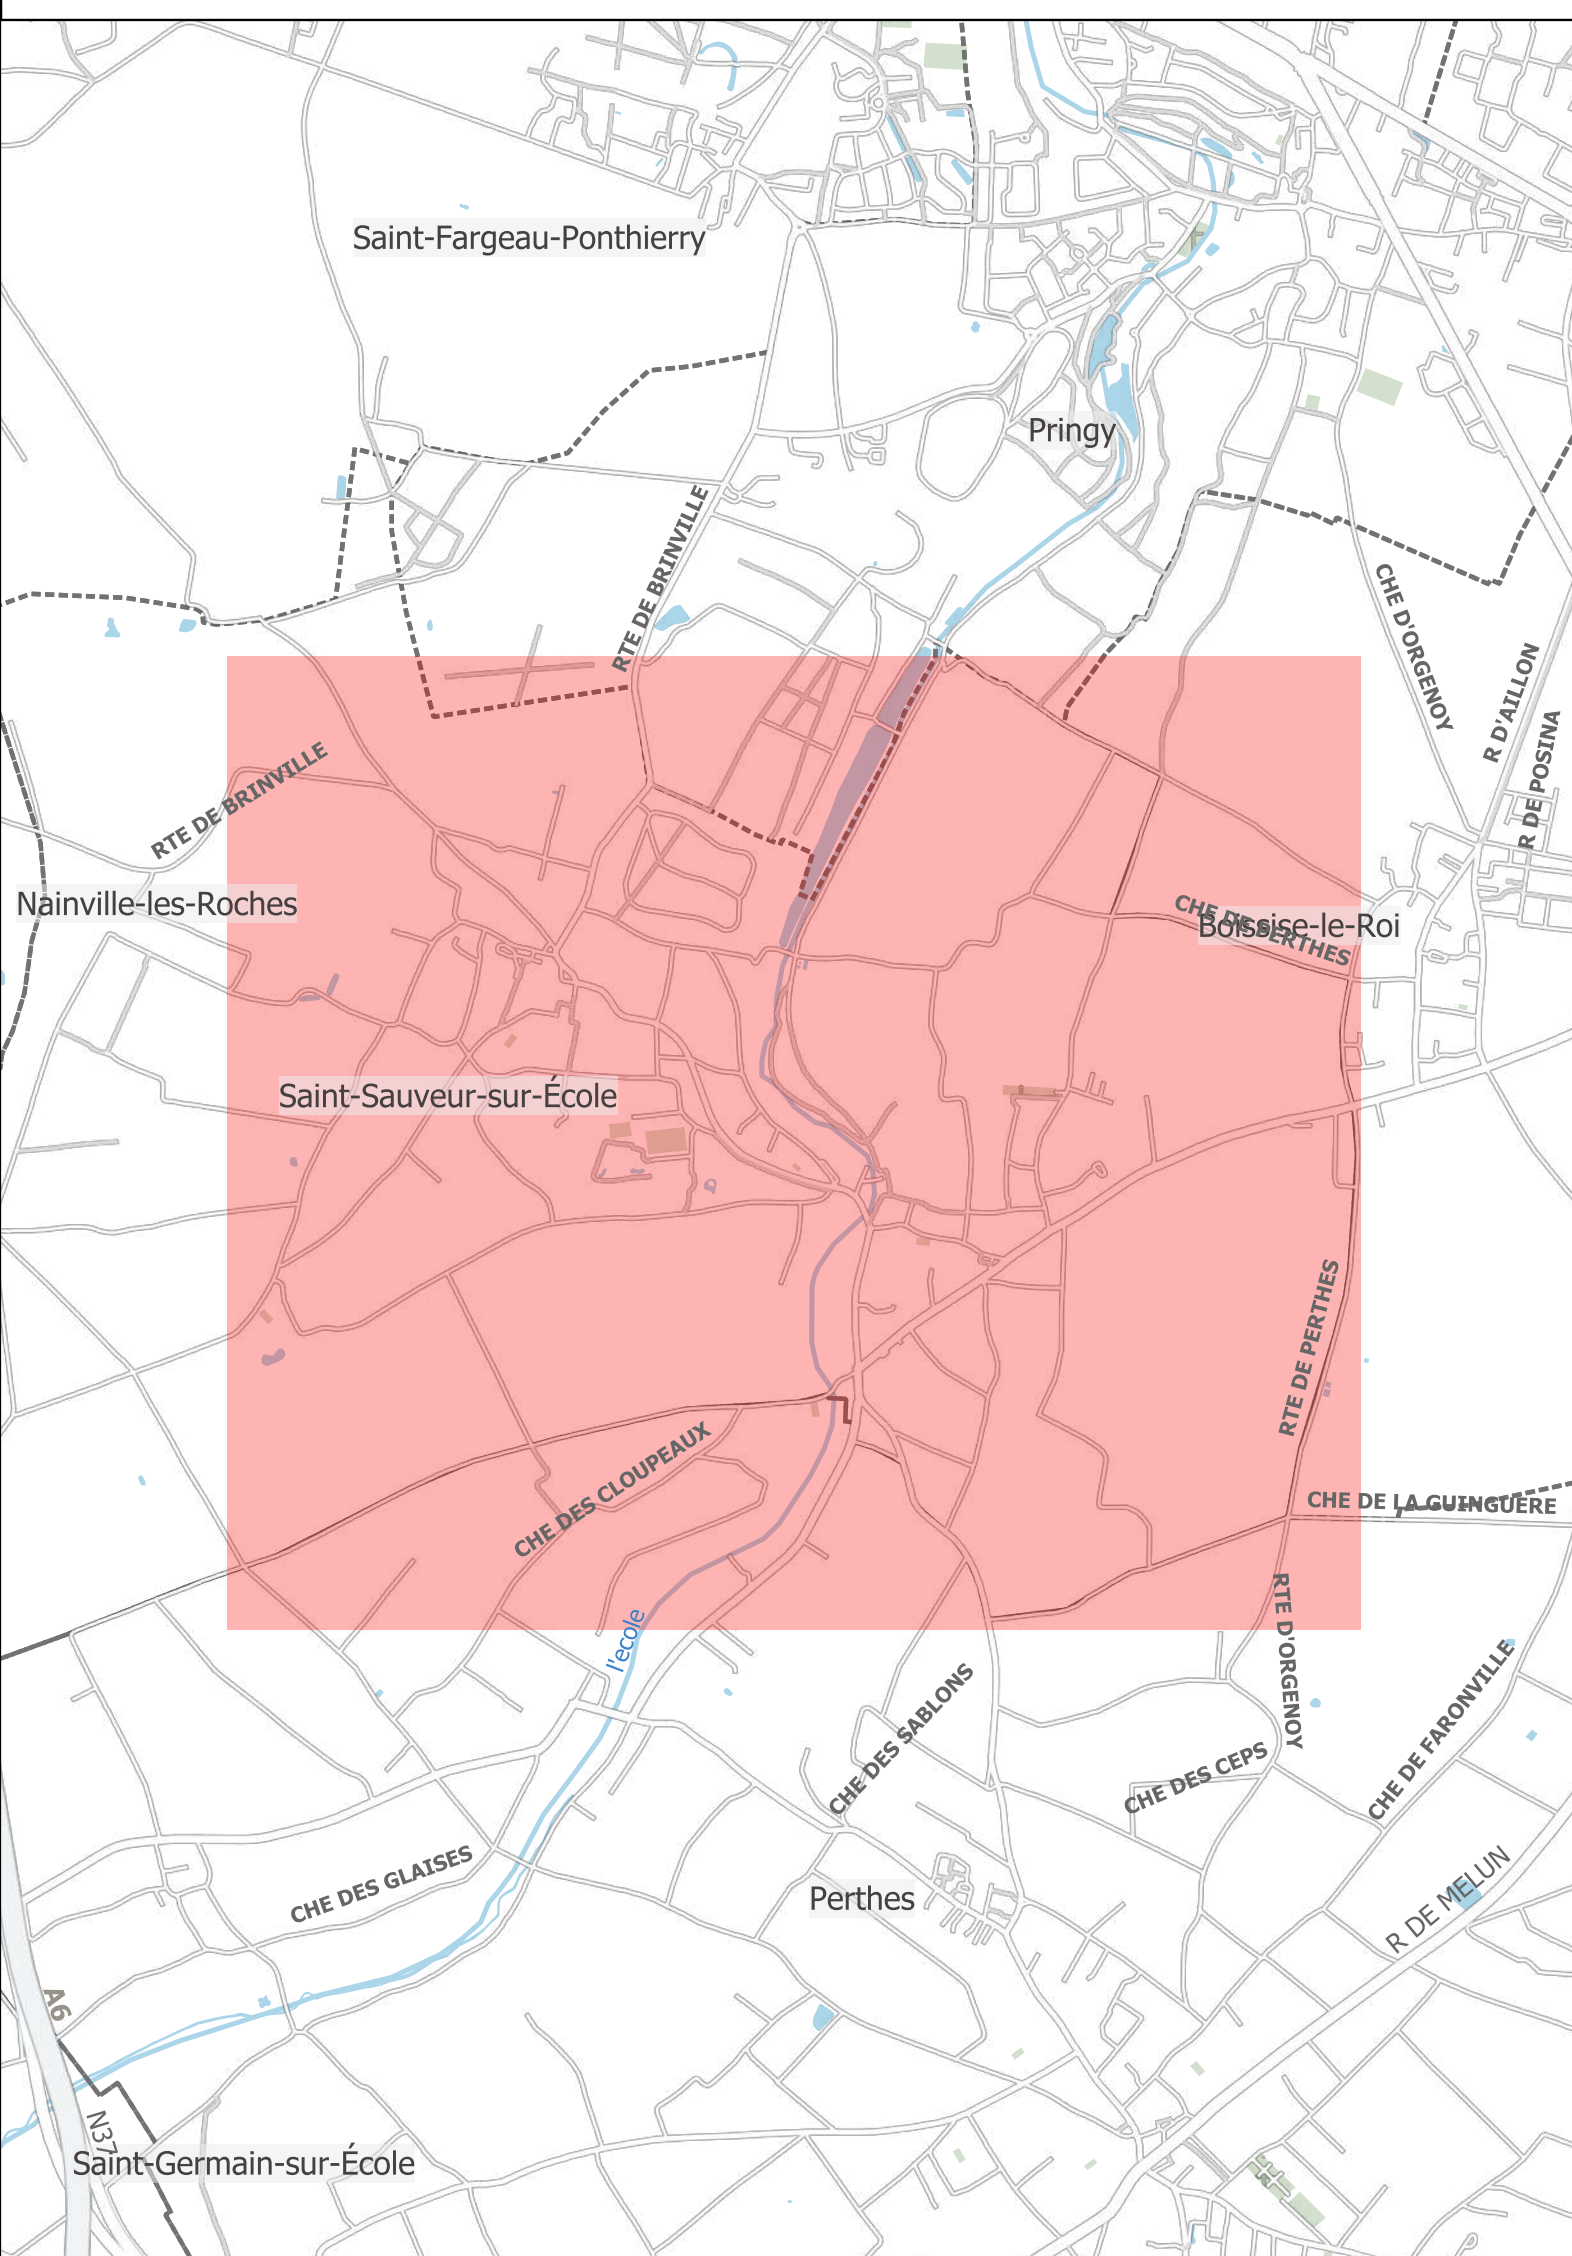 Saint-Fargeau-Ponthierry
Pringy
RTE DE BRINVILLE
CHE D'ORGENOY
R D'AILLON
R DE POSINA
RTE DE BRINVILLE
Nainville-les-Roches
CHE DE PERTHES
Boissise-le-Roi
Saint-Sauveur-sur-École
RTE DE PERTHES
CHE DES CLOUPEAUX
CHE DE LA GUINGUERE
l'ecole
RTE D'ORGENOY
CHE DES SABLONS
CHE DE FARONVILLE
CHE DES CEPS
CHE DES GLAISES
Perthes
R DE MELUN
A6
N37
Saint-Germain-sur-École